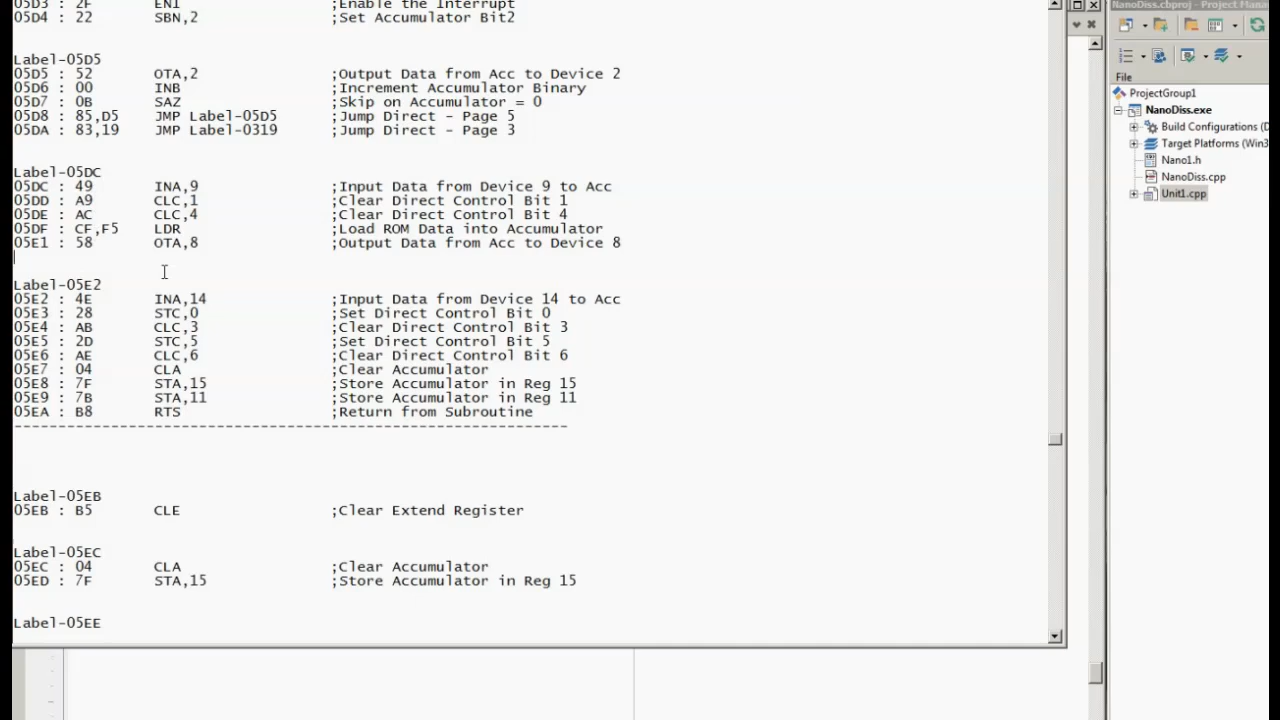 05D3 : 2F ENI ;Enable the Interrupt
05D4 : 22 SBN,2 ;Set Accumulator Bit2
Label-05D5
05D5 : 52 OTA,2 ;Output Data from Acc to Device 2
05D6 : 00 INB ;Increment Accumulator Binary
05D7 : 0B SAZ ;Skip on Accumulator = 0
05D8 : 85,D5 JMP Label-05D5 ;Jump Direct - Page 5
05DA : 83,19 JMP Label-0319 ;Jump Direct - Page 3
Label-05DC
05DC : 49 INA,9 ;Input Data from Device 9 to Acc
05DD : A9 CLC,1 ;Clear Direct Control Bit 1
05DE : AC CLC,4 ;Clear Direct Control Bit 4
05DF : CF,F5 LDR ;Load ROM Data into Accumulator
05E1 : 58 OTA,8 ;Output Data from Acc to Device 8
Label-05E2
05E2 : 4E INA,14 ;Input Data from Device 14 to Acc
05E3 : 28 STC,0 ;Set Direct Control Bit 0
05E4 : AB CLC,3 ;Clear Direct Control Bit 3
05E5 : 2D STC,5 ;Set Direct Control Bit 5
05E6 : AE CLC,6 ;Clear Direct Control Bit 6
05E7 : 04 CLA ;Clear Accumulator
05E8 : 7F STA,15 ;Store Accumulator in Reg 15
05E9 : 7B STA,11 ;Store Accumulator in Reg 11
05EA : B8 RTS ;Return from Subroutine
---------------------------------------------------------------
Label-05EB
05EB : B5 CLE ;Clear Extend Register
Label-05EC
05EC : 04 CLA ;Clear Accumulator
05ED : 7F STA,15 ;Store Accumulator in Reg 15
Label-05EE
NanoDiss.cbproj - Project Mana
File
ProjectGroup1
NanoDiss.exe
Build Configurations (D
Target Platforms (Win3
Nano1.h
NanoDiss.cpp
Unit1.cpp